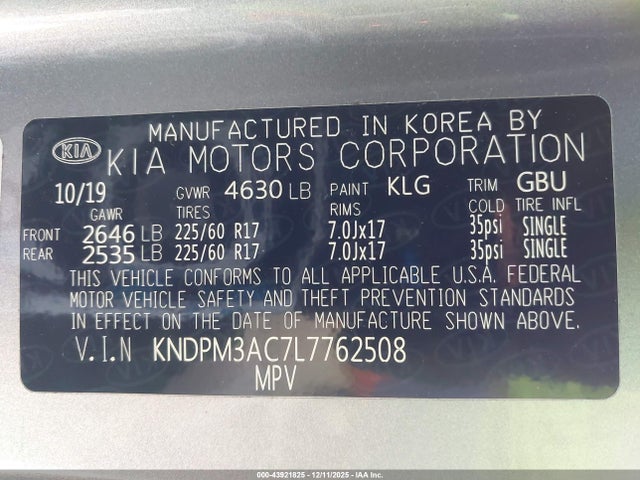 MANUFACTURED IN KOREA BY
KIA KIA MOTORS CORPORATION
10/19 GVWR 4630 LB PAINT KLG TRIM GBU
GAWR TIRES RIMS COLD TIRE INFL
FRONT 2646 LB 225/60 R17 7.0Jx17 35psi SINGLE
REAR 2535 LB 225/60 R17 7.0Jx17 35psi SINGLE
THIS VEHICLE CONFORMS TO ALL APPLICABLE U.S.A. FEDERAL
MOTOR VEHICLE SAFETY AND THEFT PREVENTION STANDARDS
IN EFFECT ON THE DATE OF MANUFACTURE SHOWN ABOVE.
V.I.N KNDPM3AC7L7762508
MPV
000-43921825 - 12/11/2025 - IAAI, Inc.